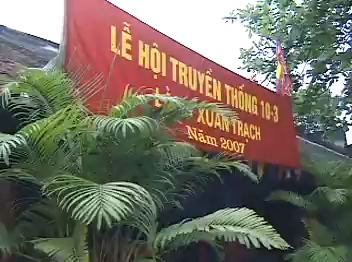 LỄ HỘI TRUYỀN THỐNG 10-3
XUÂN TRẠCH
Năm 2007